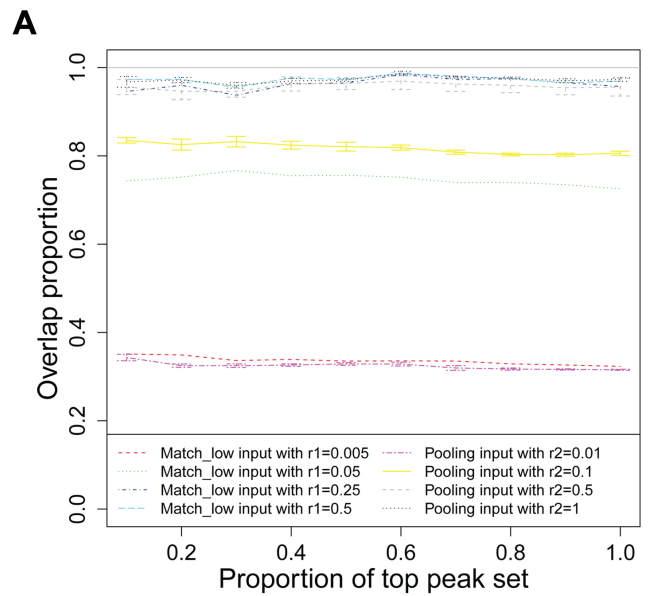 A
Overlap proportion
1.0
0.8
0.6
0.4
0.2
0.0
Match_low input with r1=0.005
Match_low input with r1=0.05
Match_low input with r1=0.25
Match_low input with r1=0.5
Pooling input with r2=0.01
Pooling input with r2=0.1
Pooling input with r2=0.5
Pooling input with r2=1
0.2 0.4 0.6 0.8 1.0
Proportion of top peak set